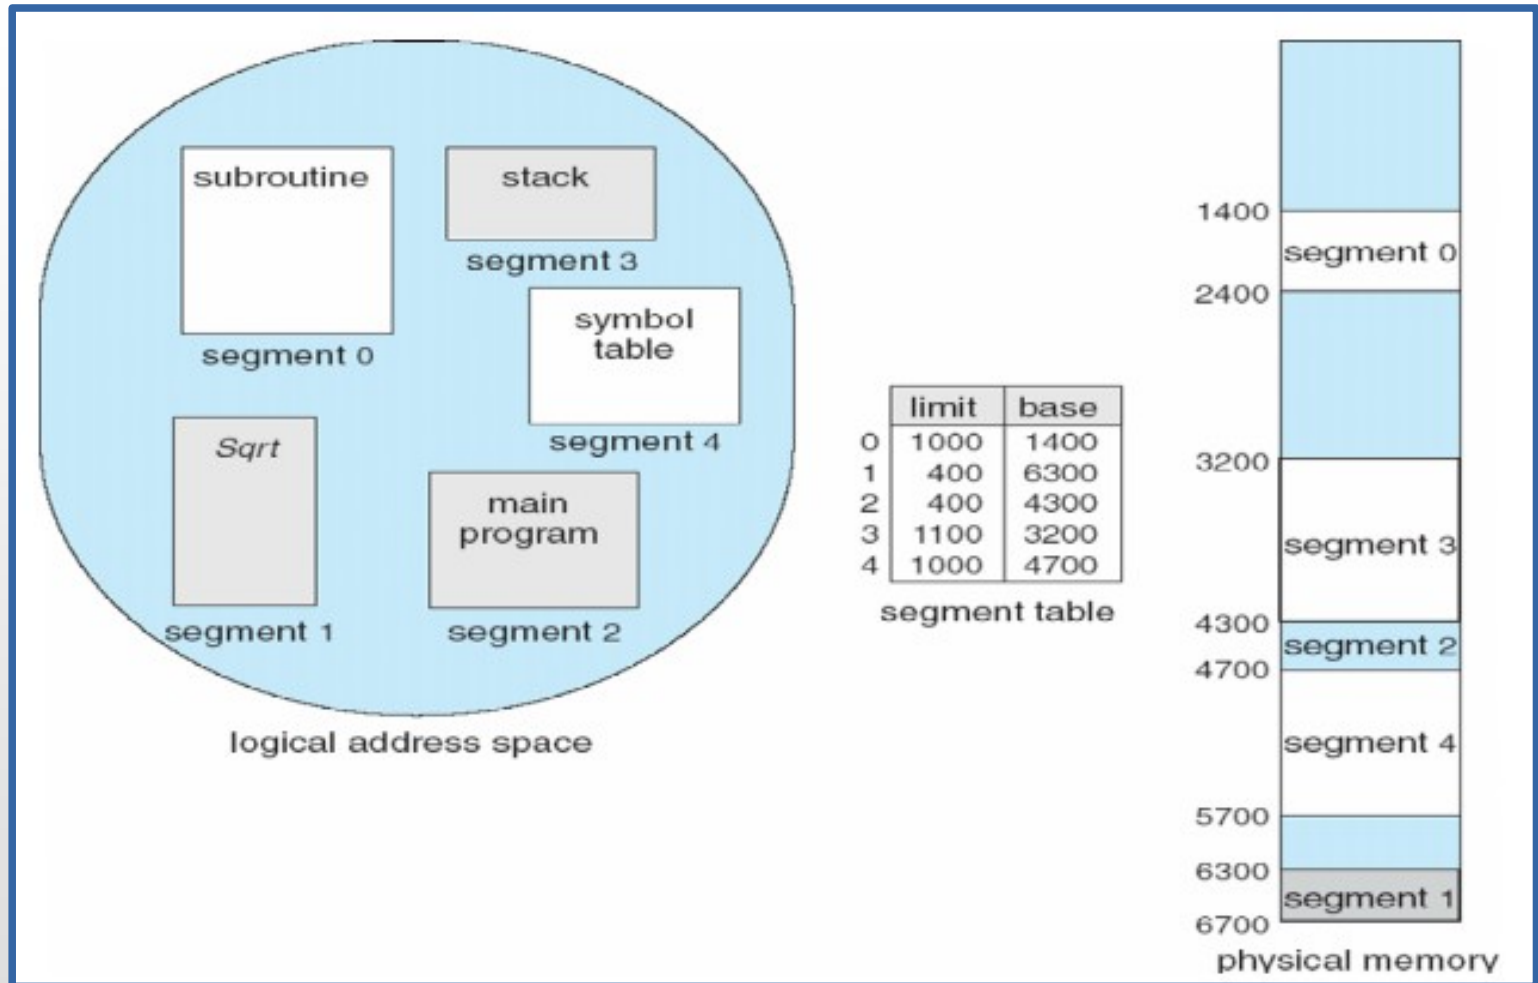 subroutine
segment 0
stack
segment 3
symbol
table
segment 4
Sqrt
segment 1
main
program
segment 2
logical address space
limit base
0 1000 1400
1 400 6300
2 400 4300
3 1100 3200
4 1000 4700
segment table
1400
segment 0
2400
3200
segment 3
4300
segment 2
4700
segment 4
5700
6300
segment 1
6700
physical memory